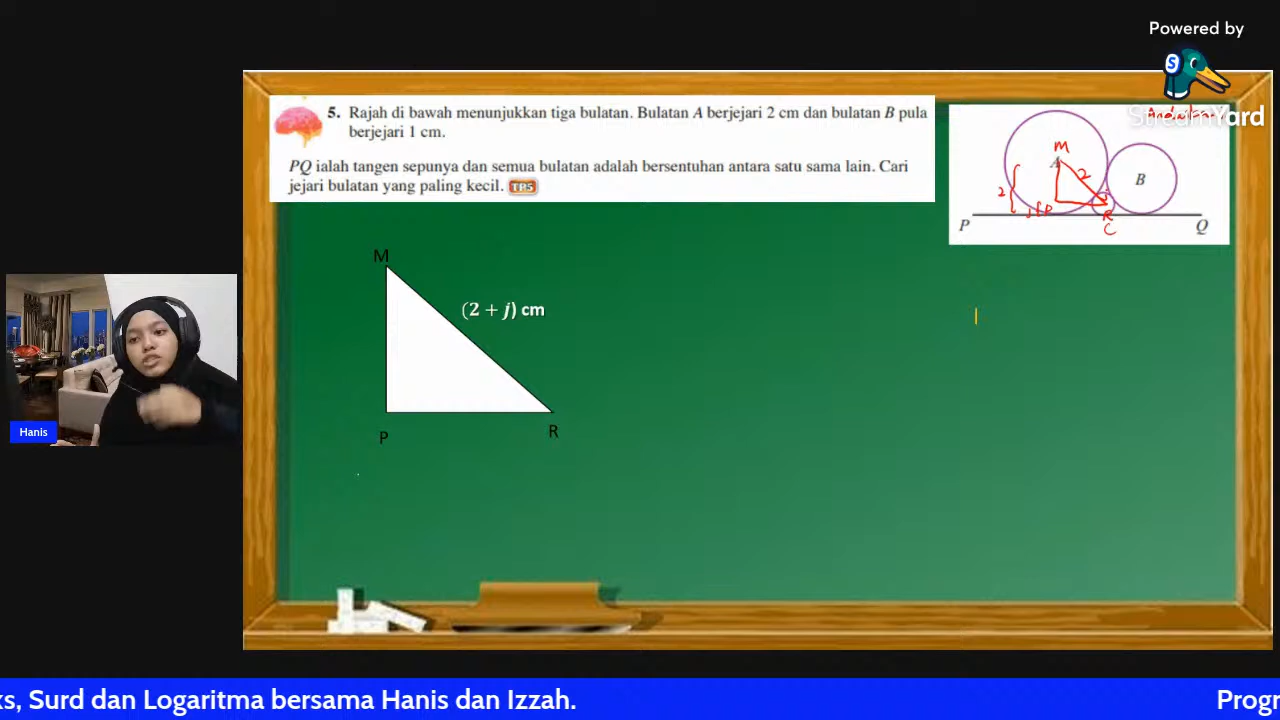 Powered by
StreamYard
5. Rajah di bawah menunjukkan tiga bulatan. Bulatan A berjejari 2 cm dan bulatan B pula
berjejari 1 cm.
PQ ialah tangen sepunya dan semua bulatan adalah bersentuhan antara satu sama lain. Cari
jejari bulatan yang paling kecil. TP5
M
A
2
B
2
j
P
R
P
C
Q
M
(2 + j) cm
P
R
Hanis
ks, Surd dan Logaritma bersama Hanis dan Izzah.
Progr